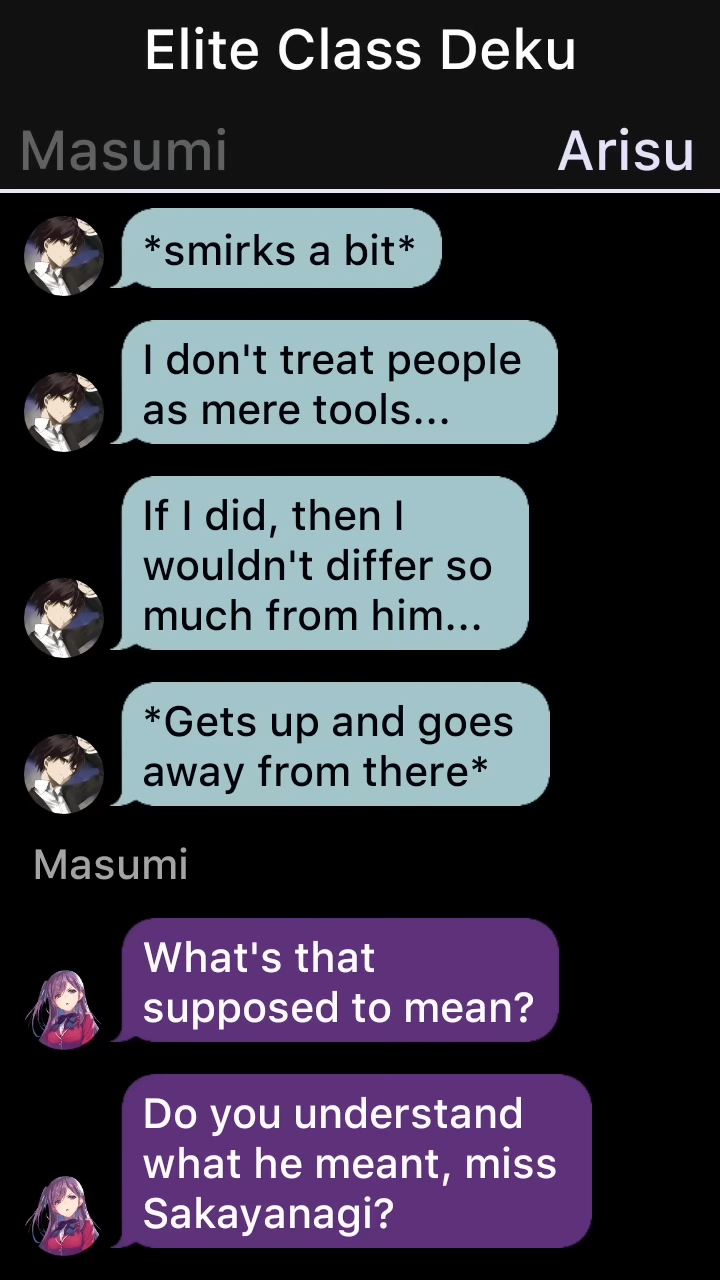 Elite Class Deku
Masumi
Arisu
*smirks a bit*
I don't treat people
as mere tools...
If I did, then I
wouldn't differ so
much from him...
*Gets up and goes
away from there*
Masumi
What's that
supposed to mean?
Do you understand
what he meant, miss
Sakayanagi?